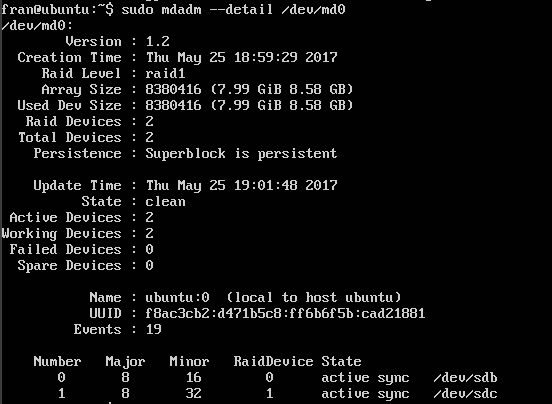 fran@ubuntu:~$ sudo mdadm --detail /dev/md0
/dev/md0:
Version : 1.2
Creation Time : Thu May 25 18:59:29 2017
Raid Level : raid1
Array Size : 8380416 (7.99 GiB 8.58 GB)
Used Dev Size : 8380416 (7.99 GiB 8.58 GB)
Raid Devices : 2
Total Devices : 2
Persistence : Superblock is persistent
Update Time : Thu May 25 19:01:48 2017
State : clean
Active Devices : 2
Working Devices : 2
Failed Devices : 0
Spare Devices : 0
Name : ubuntu:0  (local to host ubuntu)
UUID : f8ac3cb2:d471b5c8:ff6b6f5b:cad21881
Events : 19
Number   Major   Minor   RaidDevice State
0       8       16        0      active sync   /dev/sdb
1       8       32        1      active sync   /dev/sdc